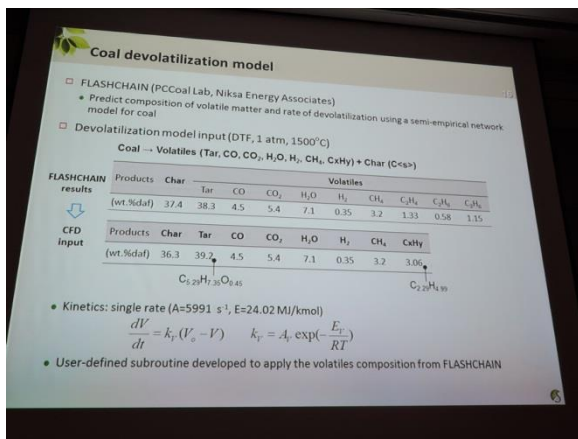 Coal devolatilization model
□ FLASHCHAIN (PCCoal Lab, Niksa Energy Associates)
• Predict composition of volatile matter and rate of devolatilization using a semi-empirical network
model for coal
□ Devolatilization model input (DTF, 1 atm, 1500°C)
Coal → Volatiles (Tar, CO, CO₂, H₂O, H₂, CH₄, CxHy) + Char (C<s>)
FLASHCHAIN results
Products Char Volatiles
Tar CO CO₂ H₂O H₂ CH₄ C₂H₄ C₂H₆ C₃H₆
(wt.%daf) 37.4 38.3 4.5 5.4 7.1 0.35 3.2 1.33 0.58 1.15
CFD input
Products Char Tar CO CO₂ H₂O H₂ CH₄ CxHy
(wt.%daf) 36.3 39.2 4.5 5.4 7.1 0.35 3.2 3.06
C₅.₂₉H₇.₃₆O₀.₄₅ C₂.₂₉H₄.₉₉
• Kinetics: single rate (A=5991 s⁻¹, E=24.02 MJ/kmol)
dV/dt = kᵥ(Vₒ − V) kᵥ = Aᵥ exp(−Eᵥ/RT)
• User-defined subroutine developed to apply the volatiles composition from FLASHCHAIN